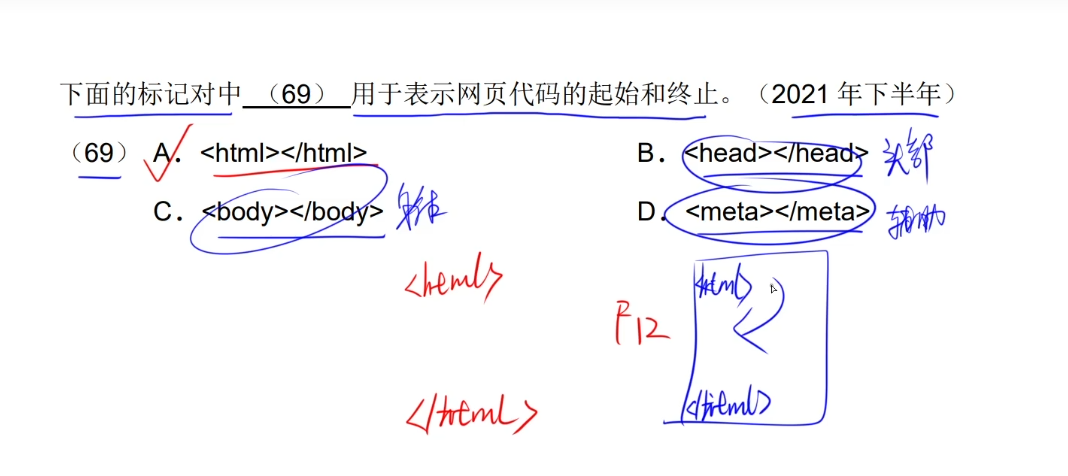 下面的标记对中 （69） 用于表示网页代码的起始和终止。（2021 年下半年）
（69） A．<html></html> B．<head></head> 头部
C．<body></body> 身体 D．<meta></meta> 辅助
<html> <html>
F12
</html> </html>